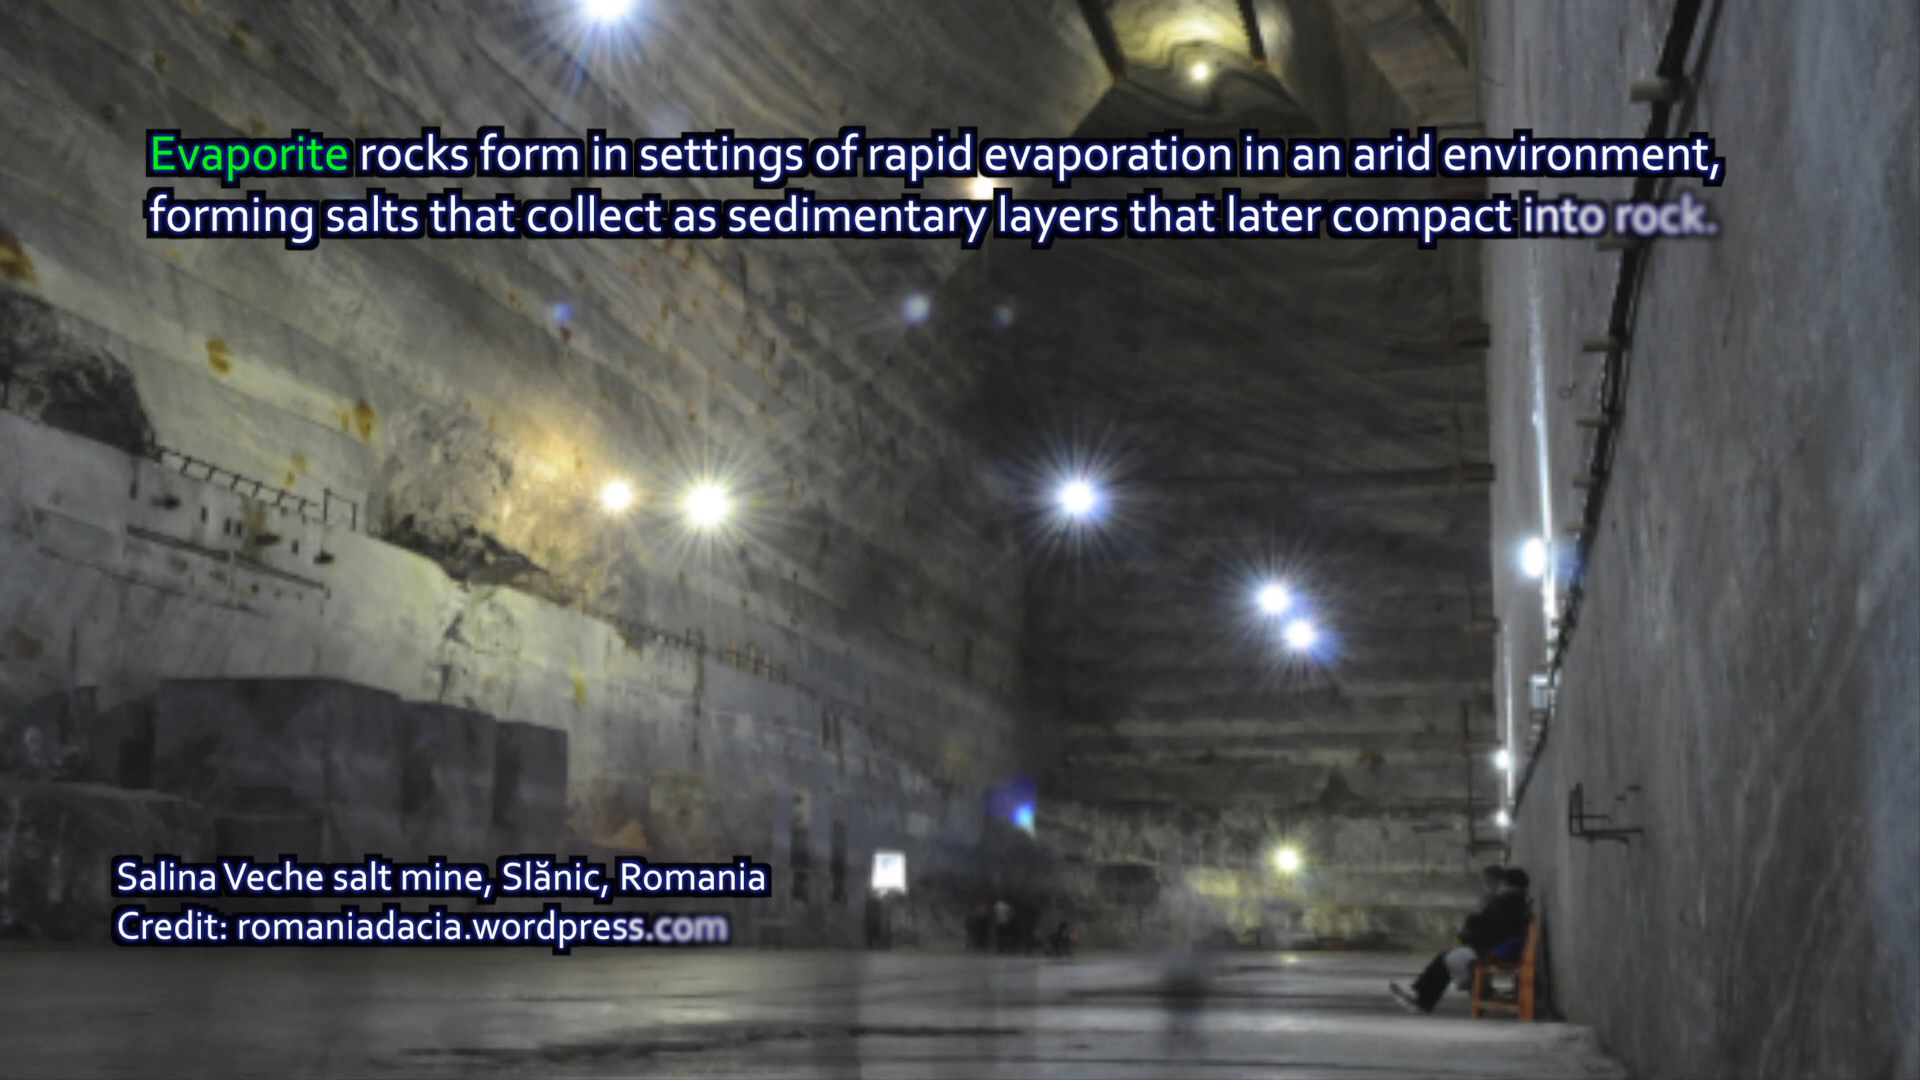 Evaporite rocks form in settings of rapid evaporation in an arid environment,
forming salts that collect as sedimentary layers that later compact into rock.
Salina Veche salt mine, Slănic, Romania
Credit: romaniadacia.wordpress.com